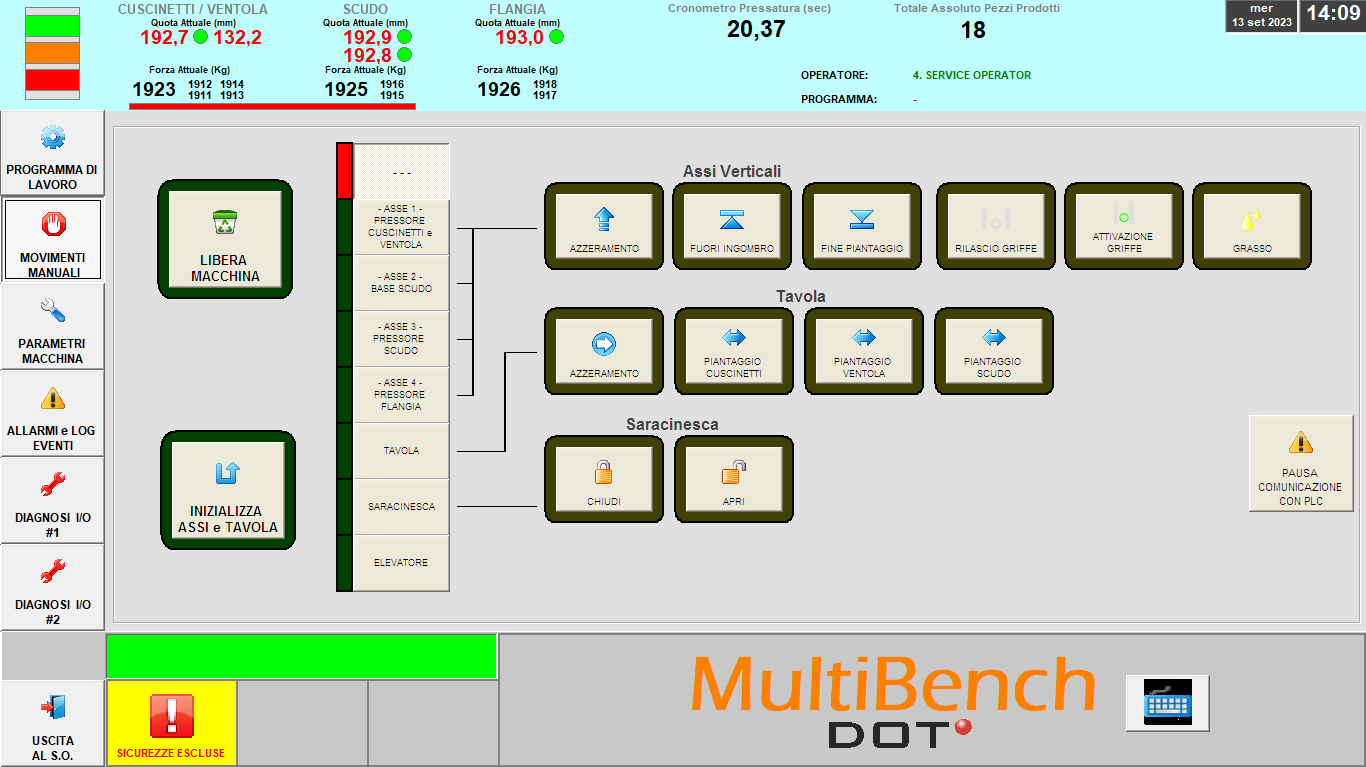 CUSCINETTI / VENTOLA
Quota Attuale (mm)
192,7 132,2
Forza Attuale (Kg)
1923 1912 1914
1911 1913
SCUDO
Quota Attuale (mm)
192,9
192,8
Forza Attuale (Kg)
1925 1916
1915
FLANGIA
Quota Attuale (mm)
193,0
Forza Attuale (Kg)
1926 1918
1917
Cronometro Pressatura (sec)
20,37
Totale Assoluto Pezzi Prodotti
18
OPERATORE: 4. SERVICE OPERATOR
PROGRAMMA: -
mer
13 set 2023
14:09
PROGRAMMA DI
LAVORO
MOVIMENTI
MANUALI
PARAMETRI
MACCHINA
ALLARMI e LOG
EVENTI
DIAGNOSI I/O
#1
DIAGNOSI I/O
#2
USCITA
AL S.O.
LIBERA
MACCHINA
INIZIALIZZA
ASSI e TAVOLA
- - -
- ASSE 1 -
PRESSORE
CUSCINETTI e
VENTOLA
- ASSE 2 -
BASE SCUDO
- ASSE 3 -
PRESSORE
SCUDO
- ASSE 4 -
PRESSORE
FLANGIA
TAVOLA
SARACINESCA
ELEVATORE
Assi Verticali
AZZERAMENTO
FUORI INGOMBRO
FINE PIANTAGGIO
RILASCIO GRIFFE
ATTIVAZIONE
GRIFFE
GRASSO
Tavola
AZZERAMENTO
PIANTAGGIO
CUSCINETTI
PIANTAGGIO
VENTOLA
PIANTAGGIO
SCUDO
Saracinesca
CHIUDI
APRI
PAUSA
COMUNICAZIONE
CON PLC
SICUREZZE ESCLUSE
MultiBench
DOT